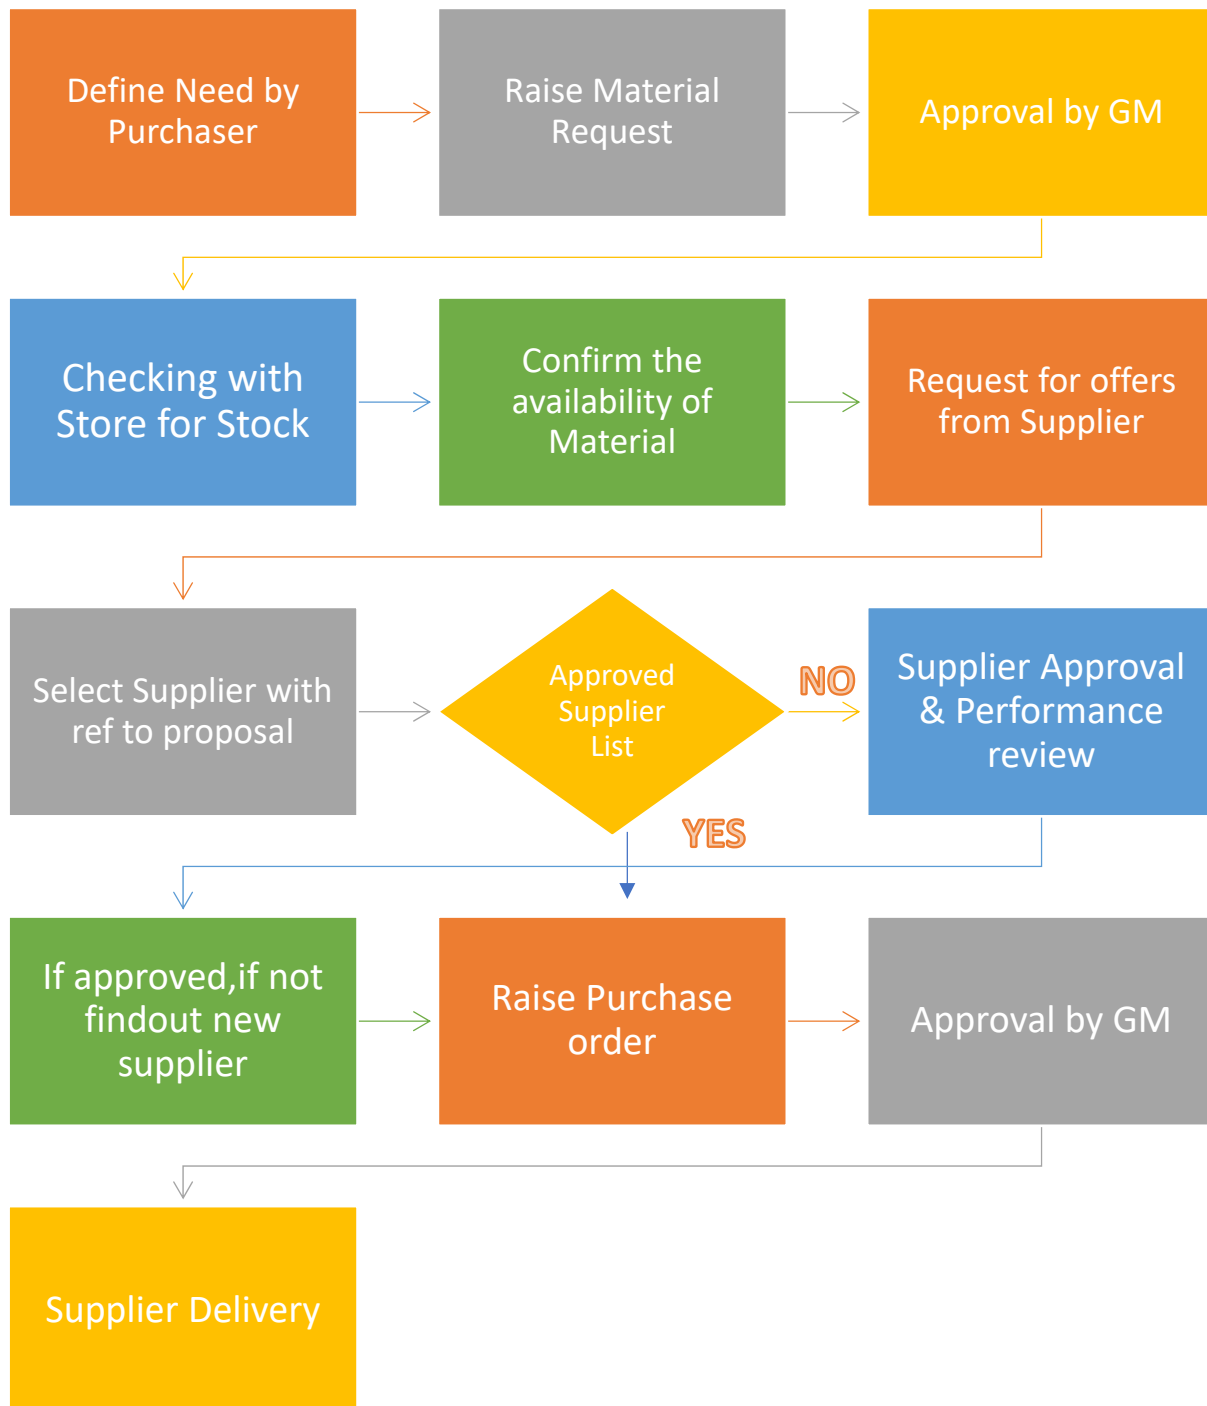 Define Need by
Purchaser
Raise Material
Request
Approval by GM
Checking with
Store for Stock
Confirm the
availability of
Material
Request for offers
from Supplier
Select Supplier with
ref to proposal
Approved
Supplier
List
NO
Supplier Approval
& Performance
review
YES
If approved,if not
findout new
supplier
Raise Purchase
order
Approval by GM
Supplier Delivery